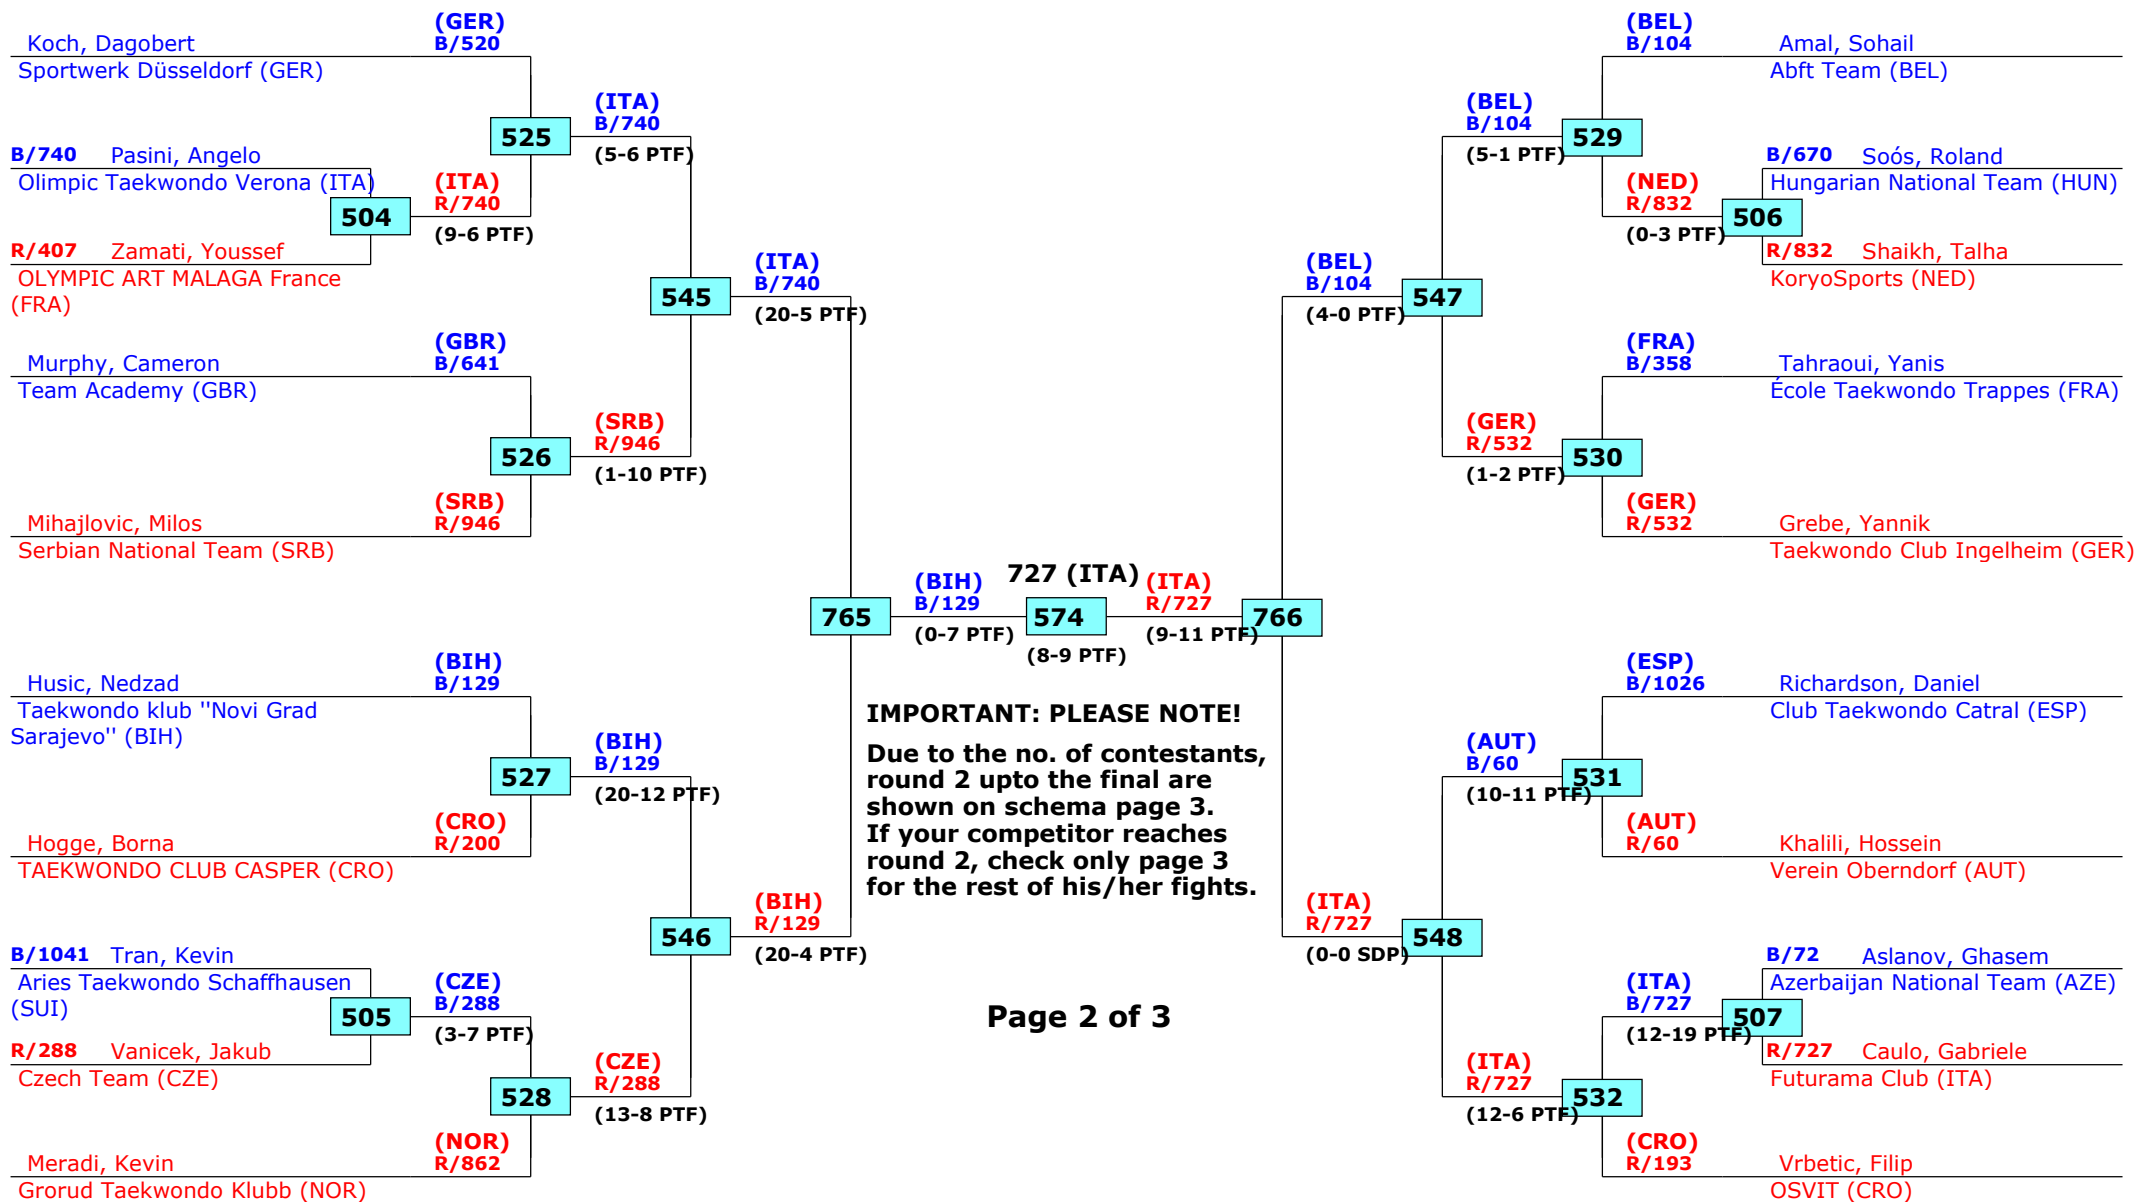 Koch, Dagobert
Sportwerk Düsseldorf (GER)
(GER)
B/520
B/740 Pasini, Angelo
Olimpic Taekwondo Verona (ITA)
504
R/407 Zamati, Youssef
OLYMPIC ART MALAGA France
(FRA)
(ITA)
R/740
(9-6 PTF)
525
(ITA)
B/740
(5-6 PTF)
Murphy, Cameron
Team Academy (GBR)
(GBR)
B/641
526
Mihajlovic, Milos
Serbian National Team (SRB)
(SRB)
R/946
(SRB)
R/946
(1-10 PTF)
545
(ITA)
B/740
(20-5 PTF)
Husic, Nedzad
Taekwondo klub "Novi Grad
Sarajevo" (BIH)
(BIH)
B/129
527
Hogge, Borna
TAEKWONDO CLUB CASPER (CRO)
(CRO)
R/200
(BIH)
B/129
(20-12 PTF)
B/1041 Tran, Kevin
Aries Taekwondo Schaffhausen
(SUI)
505
R/288 Vanicek, Jakub
Czech Team (CZE)
(CZE)
B/288
(3-7 PTF)
528
Meradi, Kevin
Grorud Taekwondo Klubb (NOR)
(NOR)
R/862
(CZE)
R/288
(13-8 PTF)
546
(BIH)
R/129
(20-4 PTF)
765
(BIH)
B/129
(0-7 PTF)
727 (ITA)
574
(8-9 PTF)
(ITA)
R/727
(9-11 PTF)
766
IMPORTANT: PLEASE NOTE!
Due to the no. of contestants,
round 2 upto the final are
shown on schema page 3.
If your competitor reaches
round 2, check only page 3
for the rest of his/her fights.
Page 2 of 3
(BEL)
B/104
Amal, Sohail
Abft Team (BEL)
(BEL)
B/104
(5-1 PTF)
529
B/670 Soós, Roland
Hungarian National Team (HUN)
(NED)
R/832
(0-3 PTF)
506
R/832 Shaikh, Talha
KoryoSports (NED)
(BEL)
B/104
(4-0 PTF)
547
(FRA)
B/358
Tahraoui, Yanis
École Taekwondo Trappes (FRA)
(GER)
R/532
(1-2 PTF)
530
(GER)
R/532
Grebe, Yannik
Taekwondo Club Ingelheim (GER)
(ESP)
B/1026
Richardson, Daniel
Club Taekwondo Catral (ESP)
(AUT)
B/60
(10-11 PTF)
531
(AUT)
R/60
Khalili, Hossein
Verein Oberndorf (AUT)
(ITA)
R/727
(0-0 SDP)
548
B/72 Aslanov, Ghasem
Azerbaijan National Team (AZE)
(ITA)
B/727
(12-19 PTF)
507
R/727 Caulo, Gabriele
Futurama Club (ITA)
(ITA)
R/727
(12-6 PTF)
532
(CRO)
R/193
Vrbetic, Filip
OSVIT (CRO)